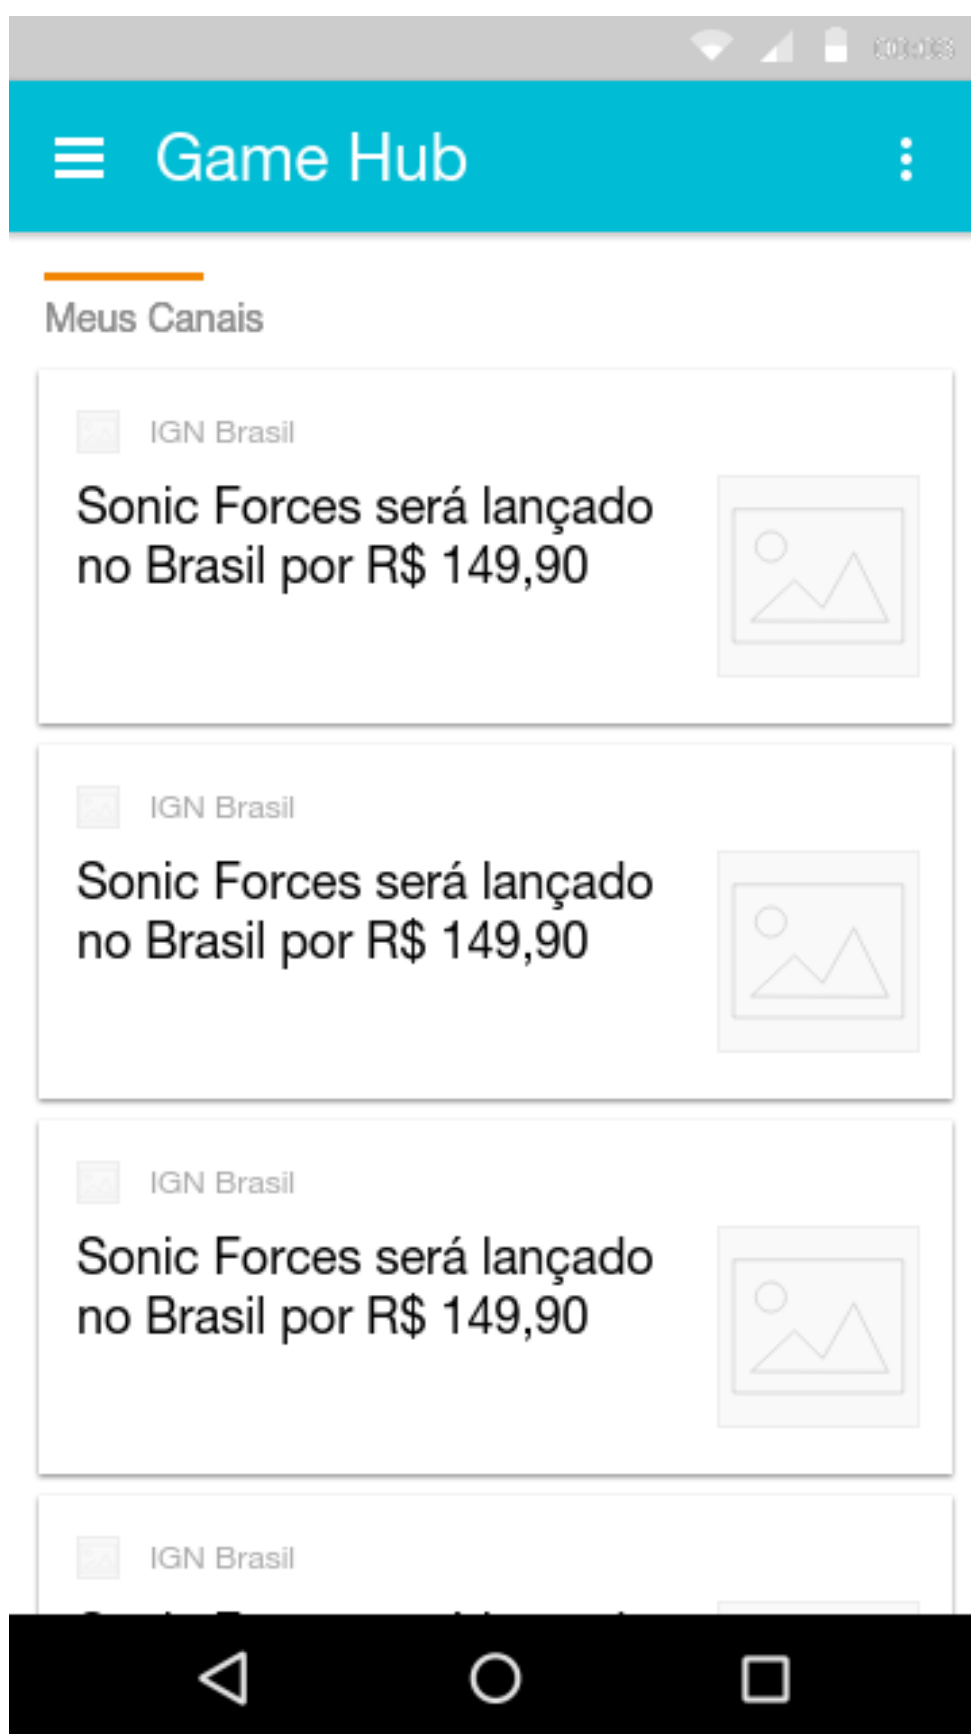 00:03
Game Hub
Meus Canais
IGN Brasil
Sonic Forces será lançado
no Brasil por R$ 149,90
IGN Brasil
Sonic Forces será lançado
no Brasil por R$ 149,90
IGN Brasil
Sonic Forces será lançado
no Brasil por R$ 149,90
IGN Brasil